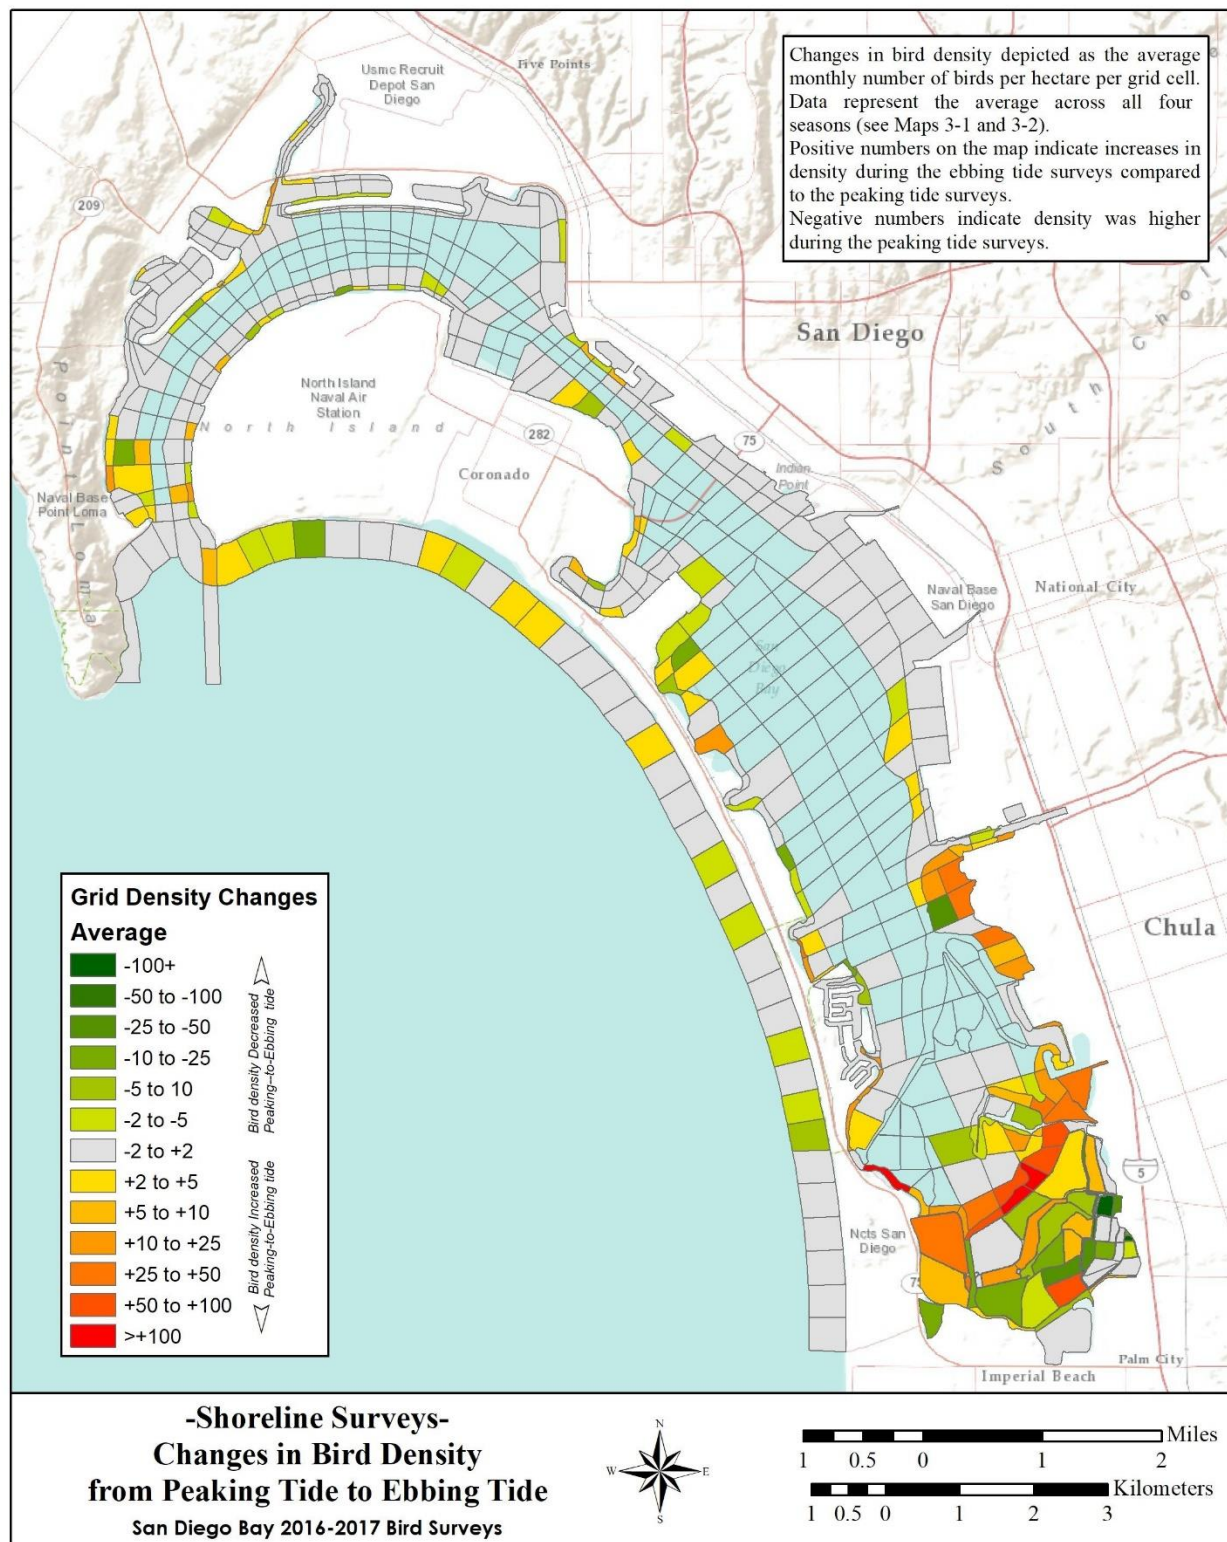 Changes in bird density depicted as the average
monthly number of birds per hectare per grid cell.
Data represent the average across all four
seasons (see Maps 3-1 and 3-2).
Positive numbers on the map indicate increases in
density during the ebbing tide surveys compared
to the peaking tide surveys.
Negative numbers indicate density was higher
during the peaking tide surveys.
Five Points
Usmc Recruit
Depot San
Diego
209
San Diego
South Choll
Point Loma
North Island
Naval Air
Station
North Island
282
75
Coronado
Indian
Point
Naval Base
Point Loma
Naval Base
San Diego
National City
San
Diego
Bay
Chula
5
Ncts San
Diego
75
Palm City
Imperial Beach
Grid Density Changes
Average
-100+
-50 to -100
-25 to -50
-10 to -25
-5 to 10
-2 to -5
-2 to +2
+2 to +5
+5 to +10
+10 to +25
+25 to +50
+50 to +100
>+100
Bird density Decreased
Peaking--to-Ebbing tide
Bird density Increased
Peaking-to-Ebbing tide
-Shoreline Surveys-
Changes in Bird Density
from Peaking Tide to Ebbing Tide
San Diego Bay 2016-2017 Bird Surveys
N
W E
S
Miles
1 0.5 0 1 2
Kilometers
1 0.5 0 1 2 3